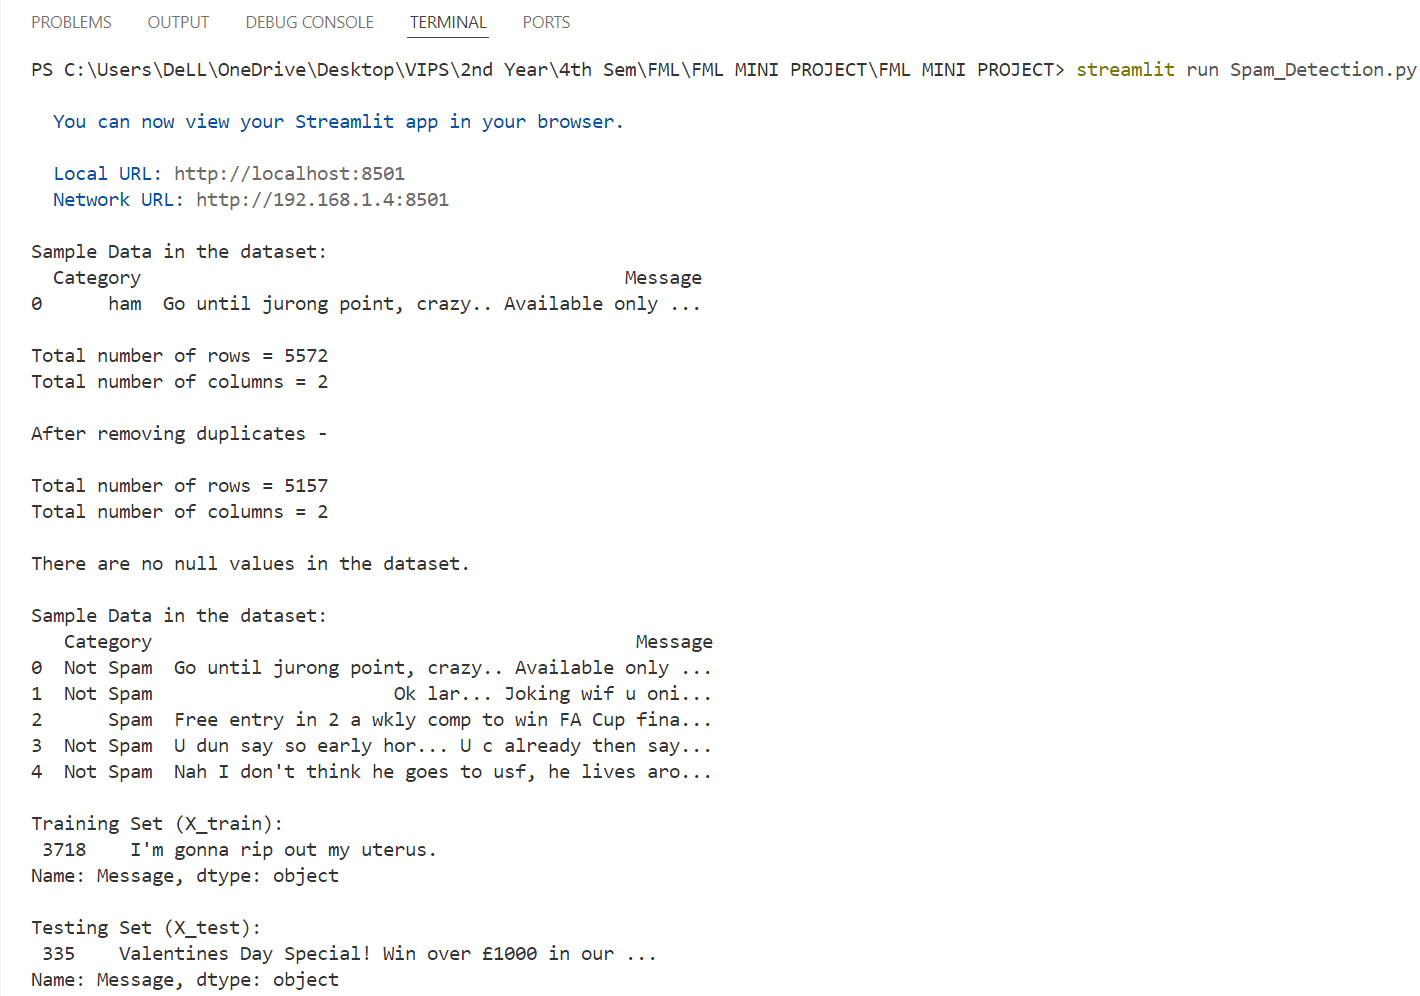 PROBLEMS OUTPUT DEBUG CONSOLE TERMINAL PORTS
PS C:\Users\DeLL\OneDrive\Desktop\VIPS\2nd Year\4th Sem\FML\FML MINI PROJECT\FML MINI PROJECT> streamlit run Spam_Detection.py
You can now view your Streamlit app in your browser.
Local URL: http://localhost:8501
Network URL: http://192.168.1.4:8501
Sample Data in the dataset:
Category Message
0 ham Go until jurong point, crazy.. Available only ...
Total number of rows = 5572
Total number of columns = 2
After removing duplicates -
Total number of rows = 5157
Total number of columns = 2
There are no null values in the dataset.
Sample Data in the dataset:
Category Message
0 Not Spam Go until jurong point, crazy.. Available only ...
1 Not Spam Ok lar... Joking wif u oni...
2 Spam Free entry in 2 a wkly comp to win FA Cup fina...
3 Not Spam U dun say so early hor... U c already then say...
4 Not Spam Nah I don't think he goes to usf, he lives aro...
Training Set (X_train):
3718 I'm gonna rip out my uterus.
Name: Message, dtype: object
Testing Set (X_test):
335 Valentines Day Special! Win over £1000 in our ...
Name: Message, dtype: object